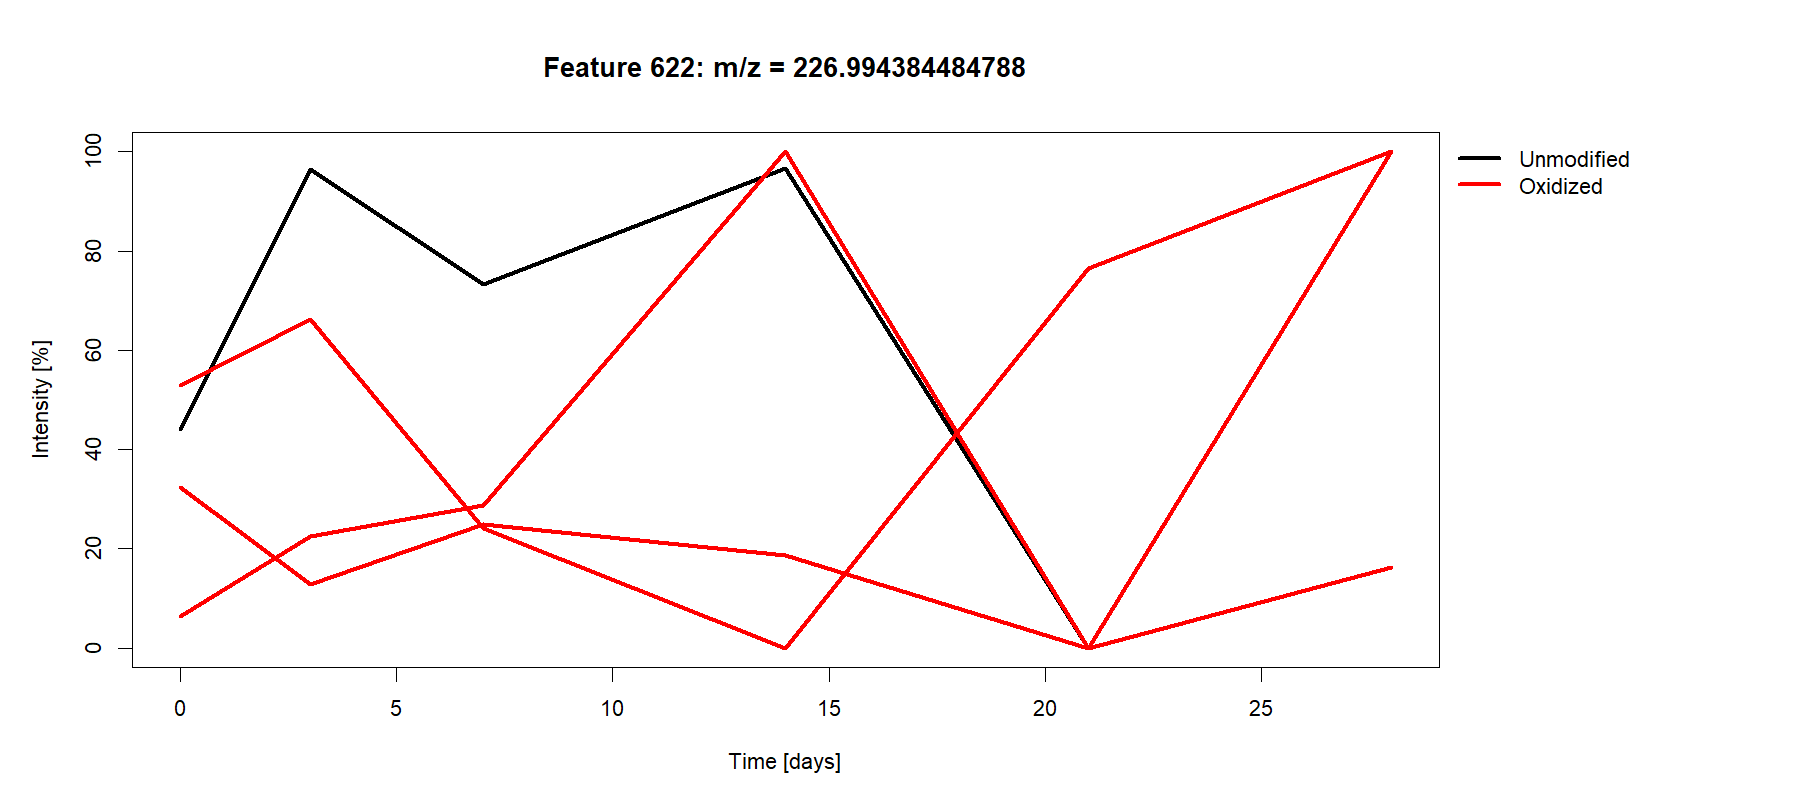 Feature 622: m/z = 226.994384484788
Unmodified
Oxidized
Intensity [%]
100
80
60
40
20
0
0 5 10 15 20 25
Time [days]